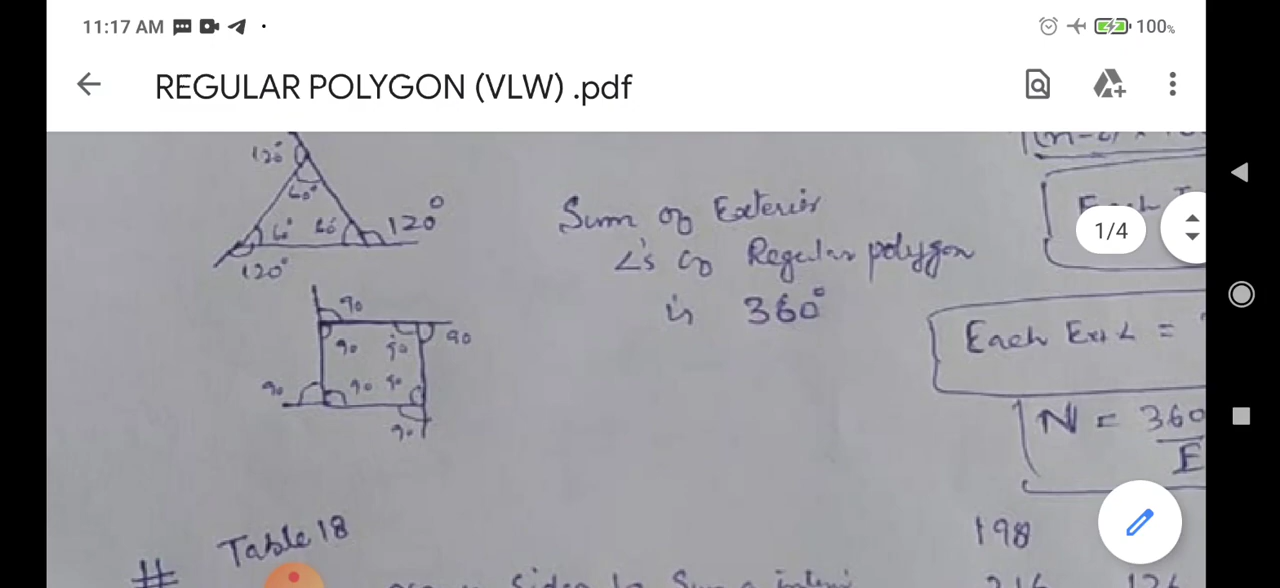 11:17 AM
100%
REGULAR POLYGON (VLW) .pdf
1/4
120°
60°
60° 60° 120°
120°
Sum of Exterior
∠'s of Regular polygon
is 360°
90
90 90 90
90 90 90
90
Each Ext ∠ =
N = 360
E
Table 18
#
198